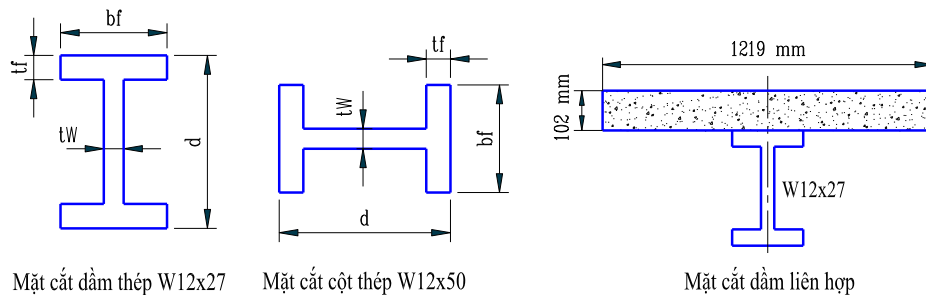 bf
tf
tW
d
Mặt cắt dầm thép W12x27
tf
tW
bf
d
Mặt cắt cột thép W12x50
1219 mm
102 mm
W12x27
Mặt cắt dầm liên hợp